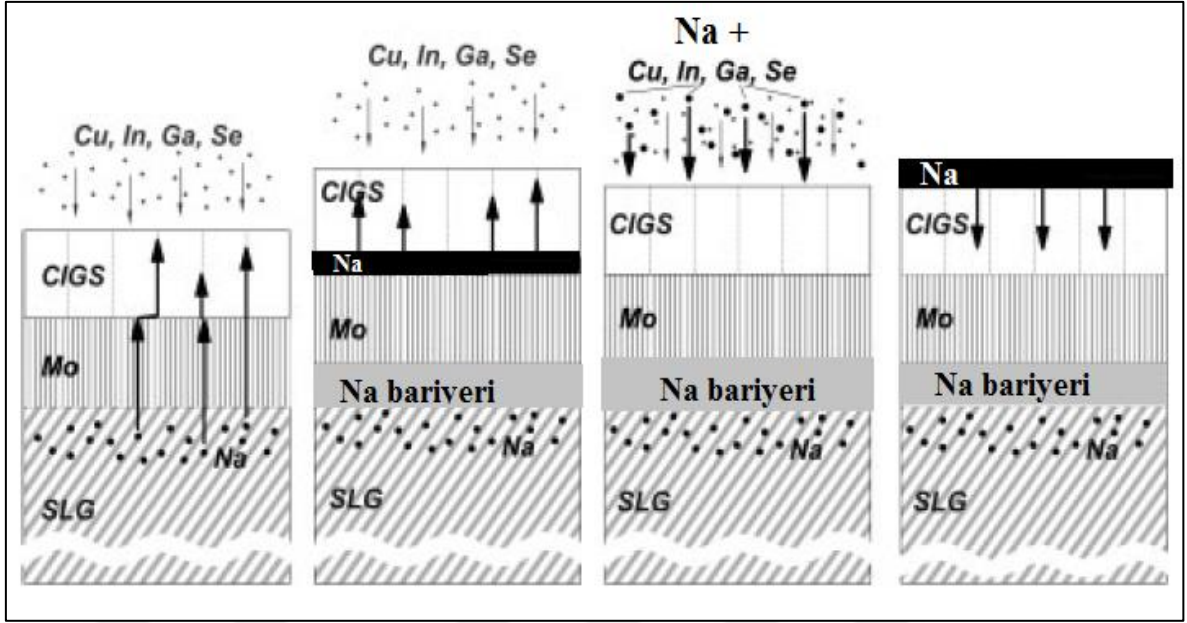 Cu, In, Ga, Se
CIGS
Mo
Na
SLG
Cu, In, Ga, Se
CIGS
Na
Mo
Na bariyeri
Na
SLG
Na +
Cu, In, Ga, Se
CIGS
Mo
Na bariyeri
Na
SLG
Na
CIGS
Mo
Na bariyeri
Na
SLG